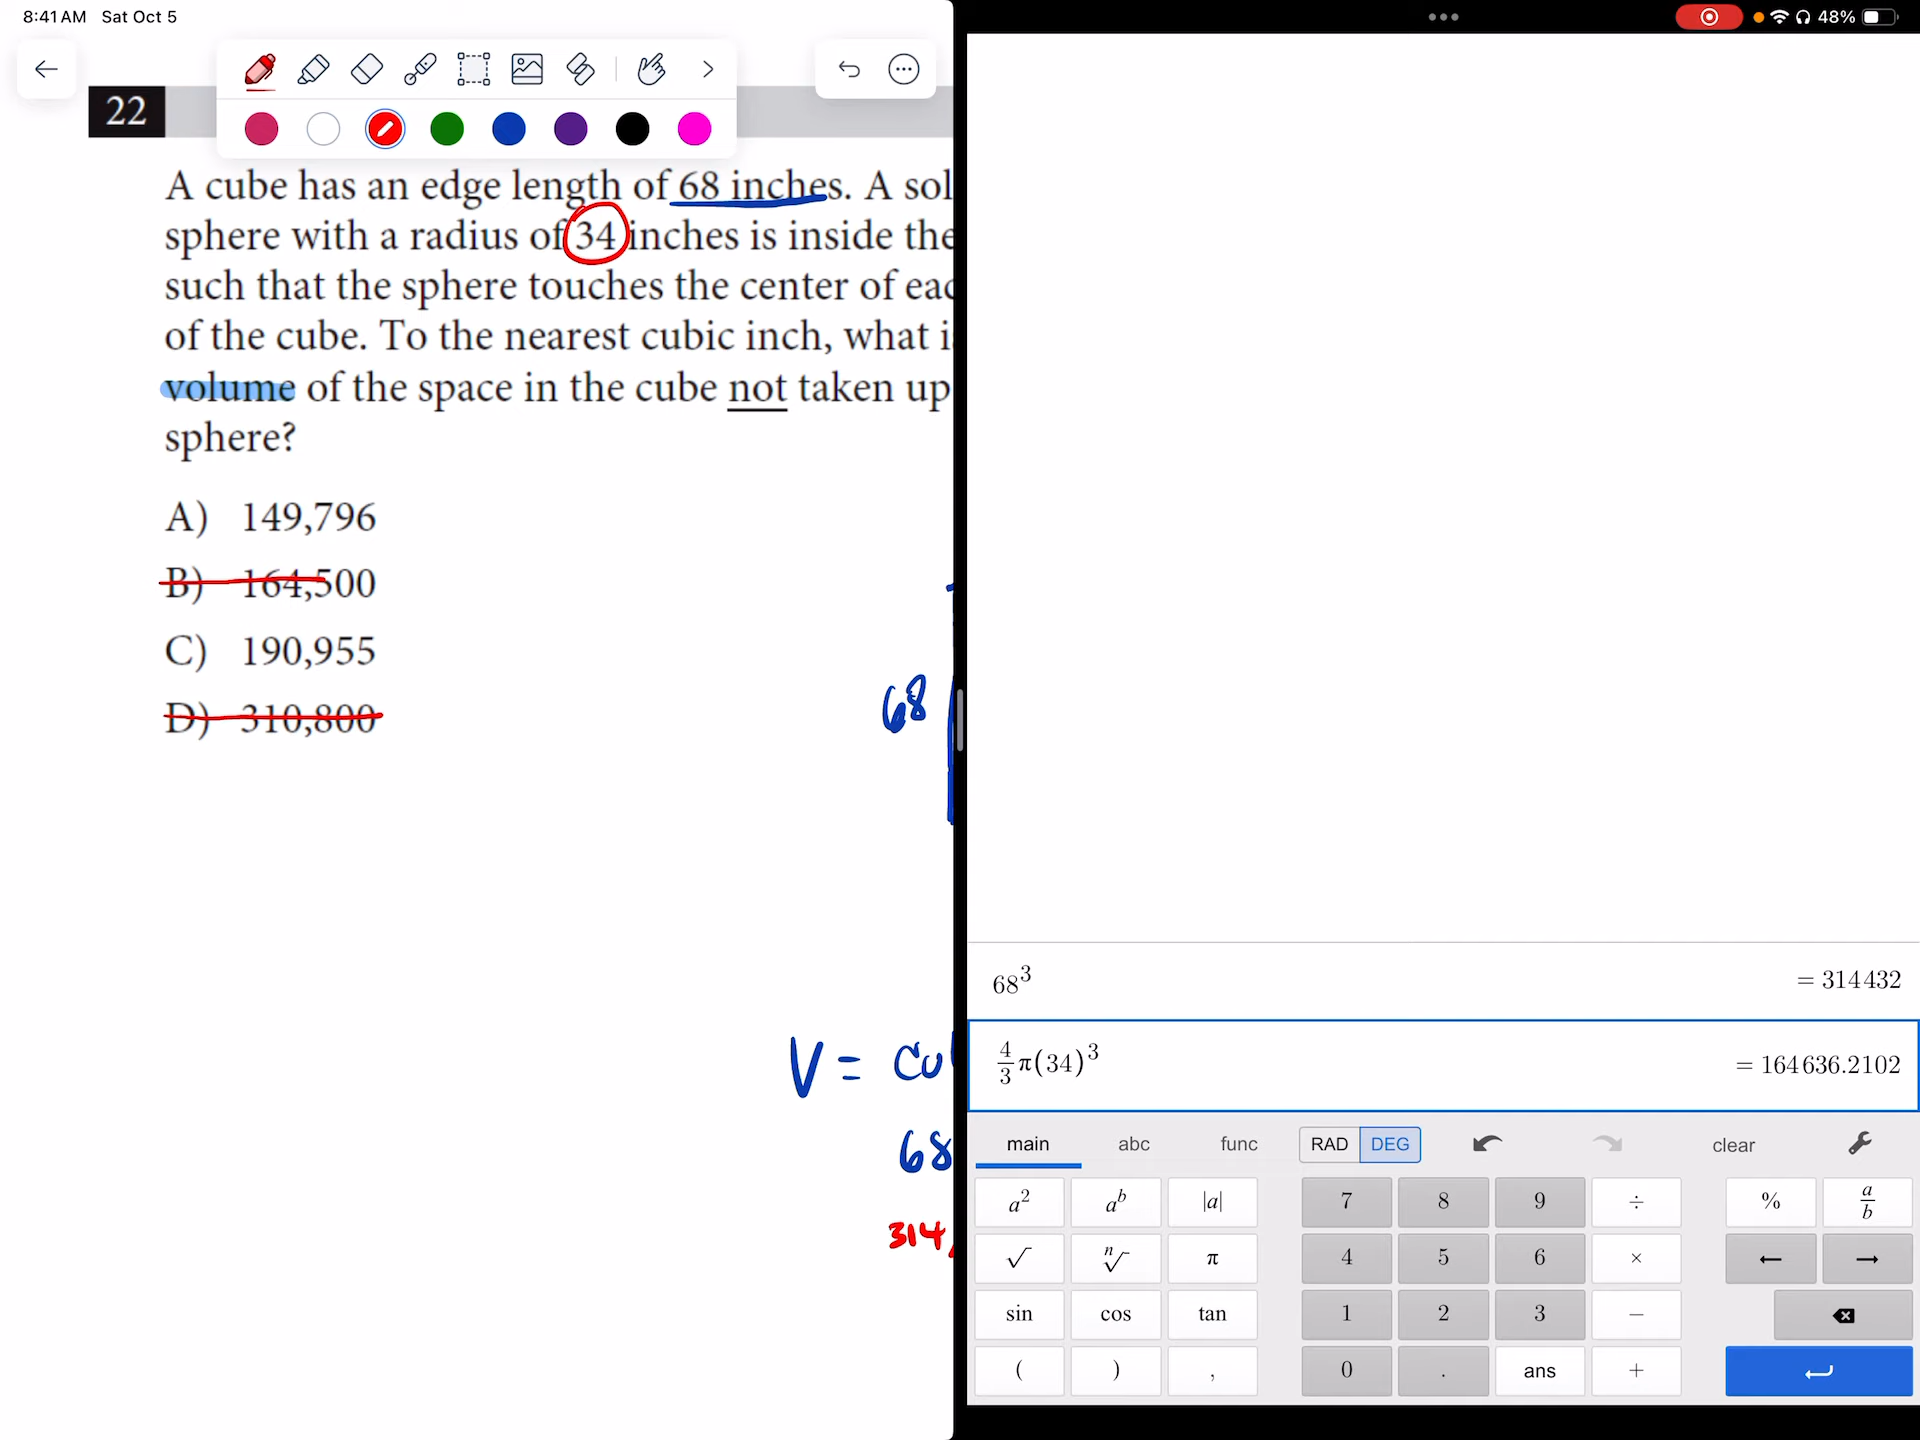 8:41 AM Sat Oct 5
48%
22
A cube has an edge length of 68 inches. A sol
sphere with a radius of 34 inches is inside the
such that the sphere touches the center of eac
of the cube. To the nearest cubic inch, what i
volume of the space in the cube not taken up
sphere?
A) 149,796
B) 164,500
C) 190,955
D) 310,800
68
V = Cu
68
314,
68³ = 314432
4/3 π(34)³ = 164636.2102
main abc func RAD DEG clear
a² aᵇ |a| 7 8 9 ÷ % a/b
√ ⁿ√ π 4 5 6 × ← →
sin cos tan 1 2 3 −
( ) , 0 . ans +